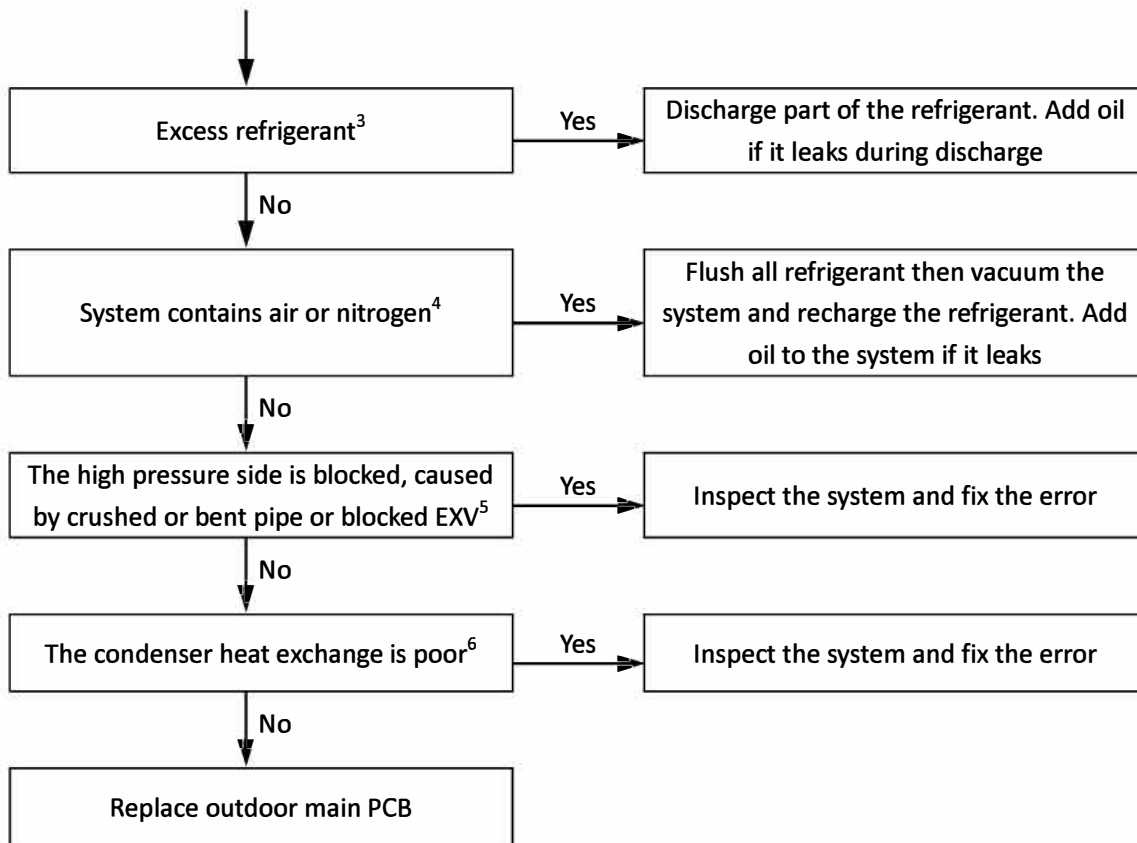 Excess refrigerant³
Yes
Discharge part of the refrigerant. Add oil
if it leaks during discharge
No
System contains air or nitrogen⁴
Yes
Flush all refrigerant then vacuum the
system and recharge the refrigerant. Add
oil to the system if it leaks
No
The high pressure side is blocked, caused
by crushed or bent pipe or blocked EXV⁵
Yes
Inspect the system and fix the error
No
The condenser heat exchange is poor⁶
Yes
Inspect the system and fix the error
No
Replace outdoor main PCB